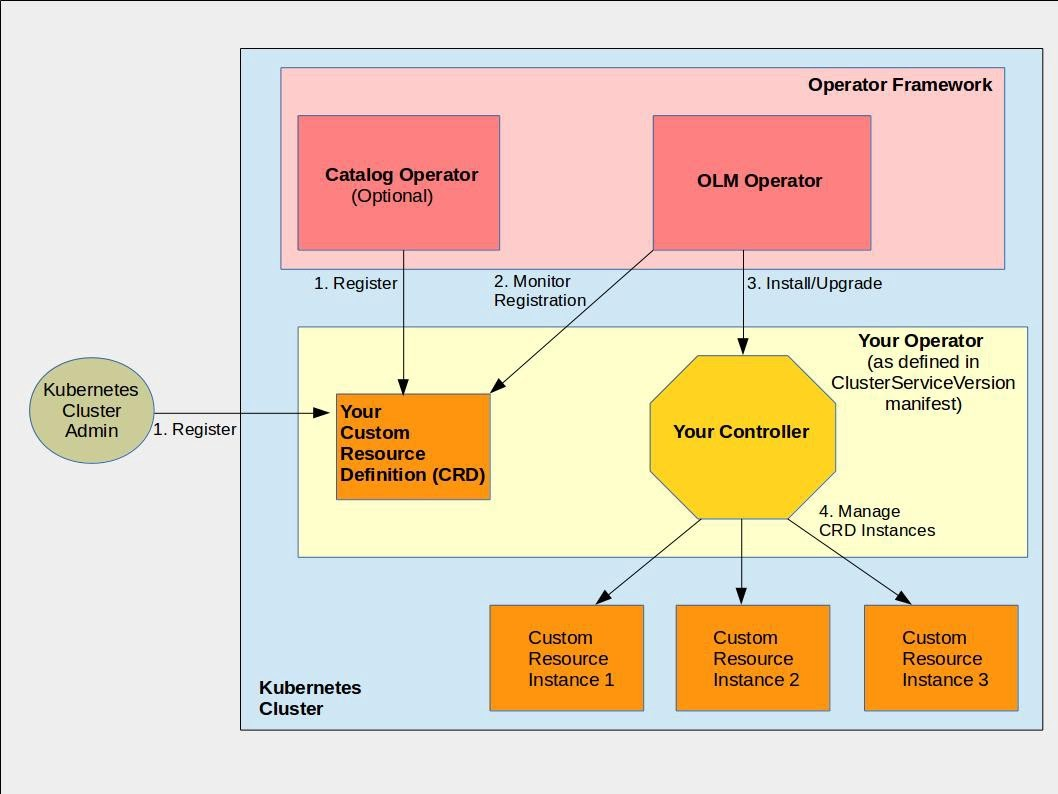 Operator Framework
Catalog Operator
(Optional)
OLM Operator
1. Register
2. Monitor
Registration
3. Install/Upgrade
Your Operator
(as defined in
ClusterServiceVersion
manifest)
Kubernetes
Cluster
Admin
1. Register
Your
Custom
Resource
Definition (CRD)
Your Controller
4. Manage
CRD Instances
Custom
Resource
Instance 1
Custom
Resource
Instance 2
Custom
Resource
Instance 3
Kubernetes
Cluster